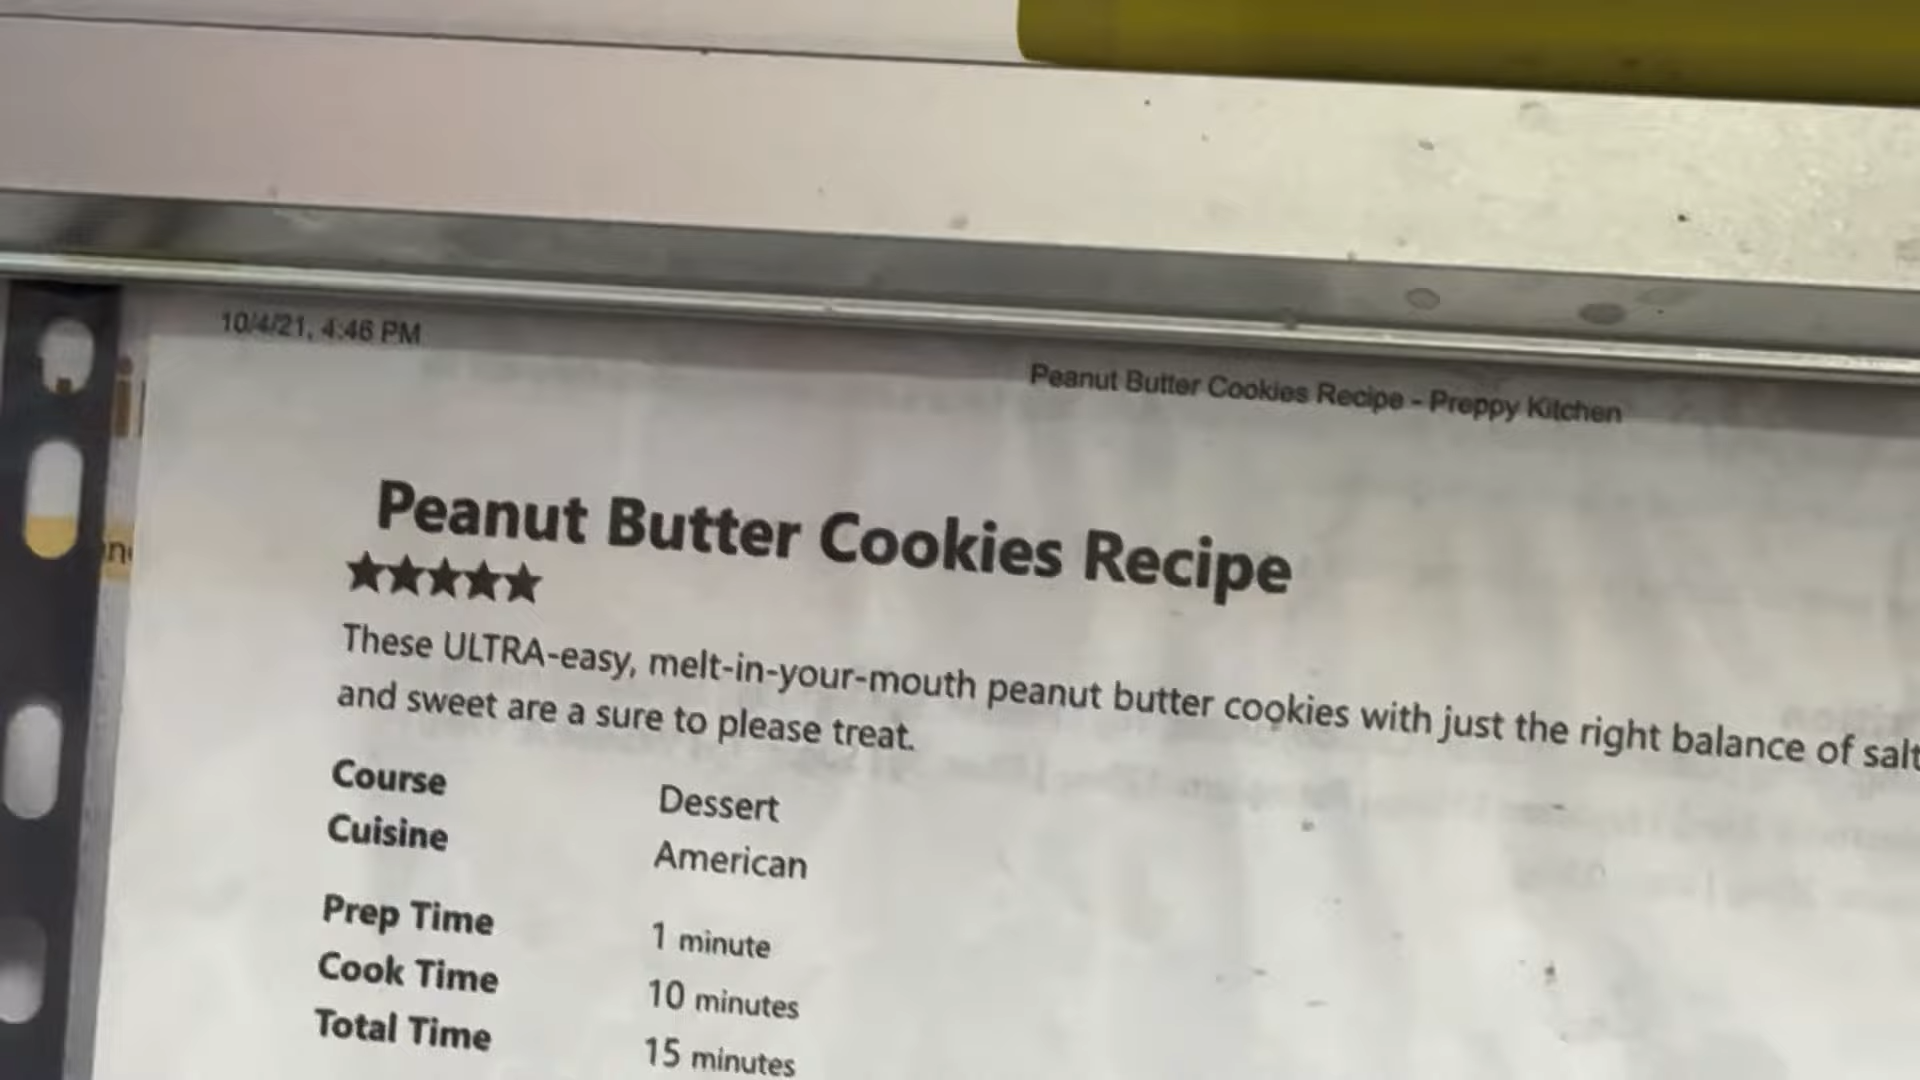 10/4/21, 4:46 PM
Peanut Butter Cookies Recipe - Preppy Kitchen
Peanut Butter Cookies Recipe
★★★★★
These ULTRA-easy, melt-in-your-mouth peanut butter cookies with just the right balance of salt
and sweet are a sure to please treat.
Course Dessert
Cuisine American
Prep Time 1 minute
Cook Time 10 minutes
Total Time 15 minutes